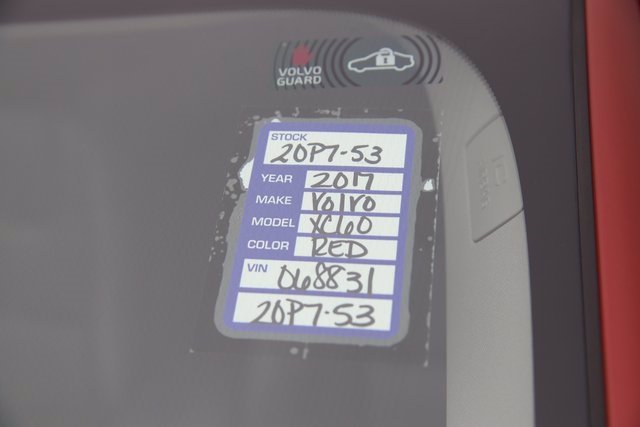 VOLVO
GUARD
STOCK
20P7-53
YEAR 2017
MAKE Volvo
MODEL XC60
COLOR RED
VIN 068831
20P7-53